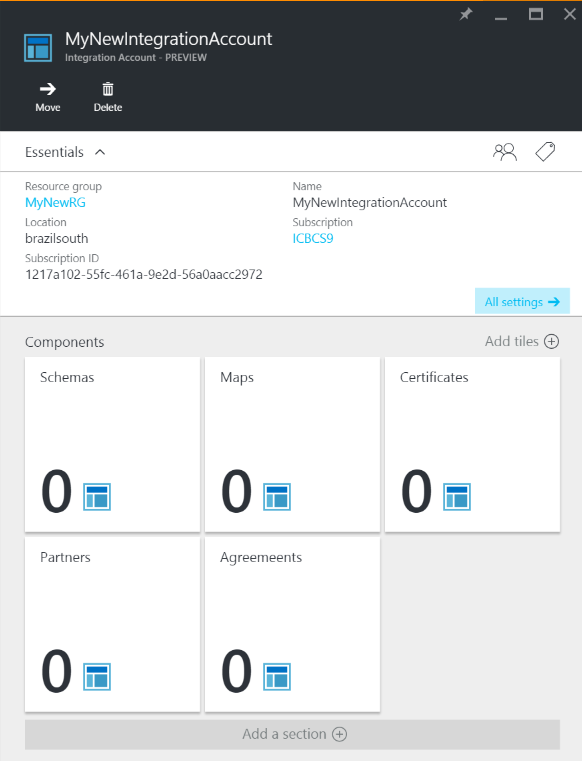 MyNewIntegrationAccount
Integration Account - PREVIEW
Move
Delete
Essentials
Resource group
MyNewRG
Name
MyNewIntegrationAccount
Location
brazilsouth
Subscription
ICBCS9
Subscription ID
1217a102-55fc-461a-9e2d-56a0aacc2972
All settings
Components
Add tiles
Schemas
0
Maps
0
Certificates
0
Partners
0
Agremeents
0
Add a section